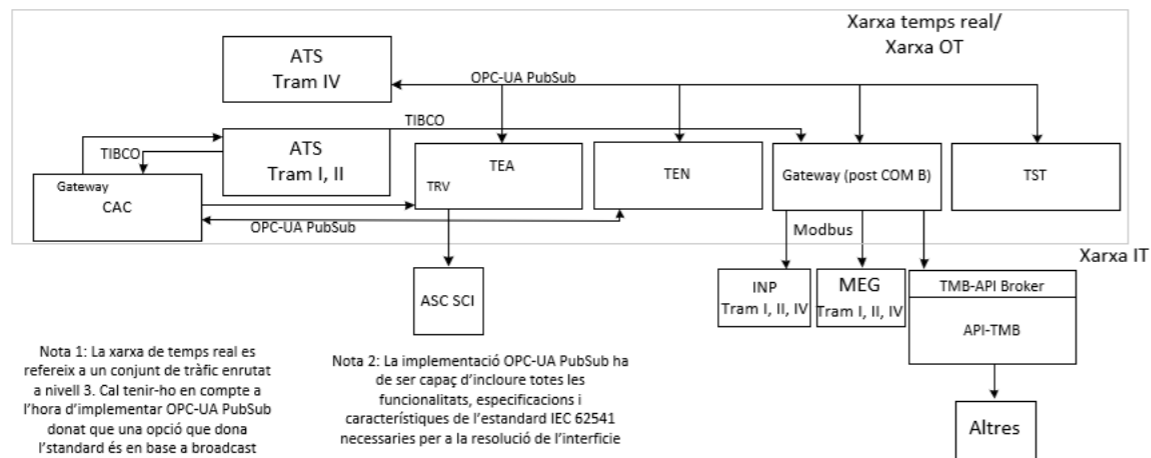 Xarxa temps real/
Xarxa OT
ATS
Tram IV
OPC-UA PubSub
TIBCO
TIBCO
ATS
Tram I, II
TEA
TRV
TEN
Gateway (post COM B)
TST
Gateway
CAC
OPC-UA PubSub
Modbus
Xarxa IT
ASC SCI
INP
Tram I, II, IV
MEG
Tram I, II, IV
TMB-API Broker
API-TMB
Altres
Nota 1: La xarxa de temps real es
refereix a un conjunt de tràfic enrutat
a nivell 3. Cal tenir-ho en compte a
l’hora d’implementar OPC-UA PubSub
donat que una opció que dona
l’standard és en base a broadcast
Nota 2: La implementació OPC-UA PubSub ha
de ser capaç d’incloure totes les
funcionalitats, especificacions i
característiques de l’estandard IEC 62541
necessaries per a la resolució de l’interficie